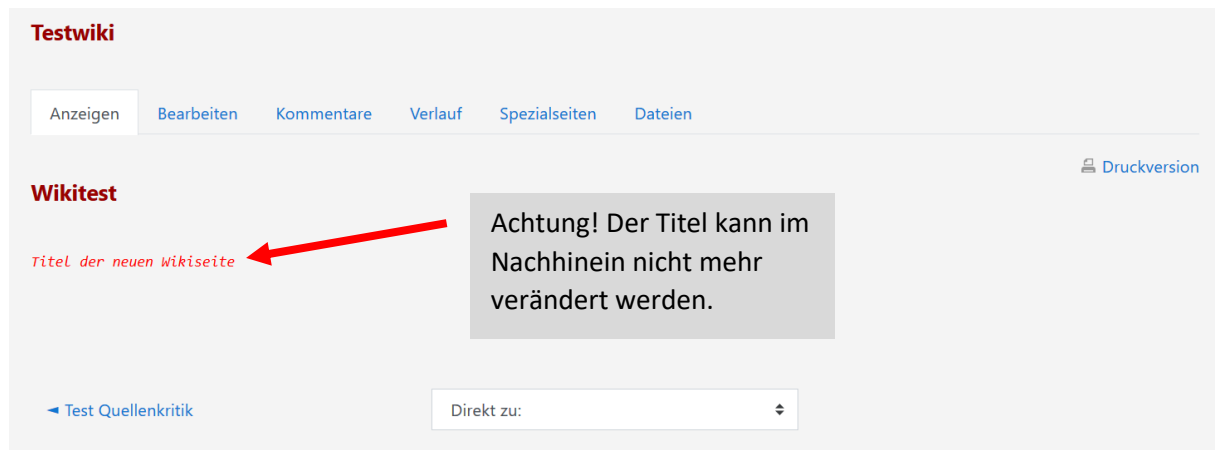 Testwiki
Anzeigen Bearbeiten Kommentare Verlauf Spezialseiten Dateien
Druckversion
Wikitest
Achtung! Der Titel kann im
Nachhinein nicht mehr
verändert werden.
Titel der neuen Wikiseite
◄ Test Quellenkritik
Direkt zu: